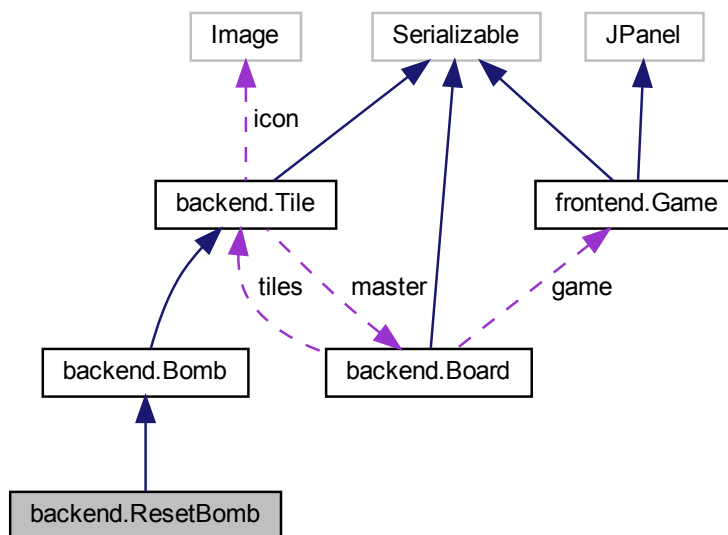 Image
Serializable
JPanel
icon
backend.Tile
frontend.Game
tiles
master
game
backend.Bomb
backend.Board
backend.ResetBomb